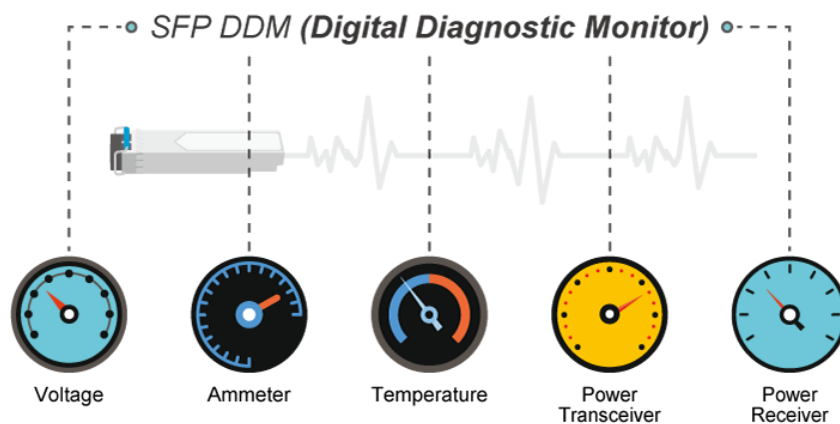 SFP DDM (Digital Diagnostic Monitor)
Voltage
Ammeter
Temperature
Power
Transceiver
Power
Receiver